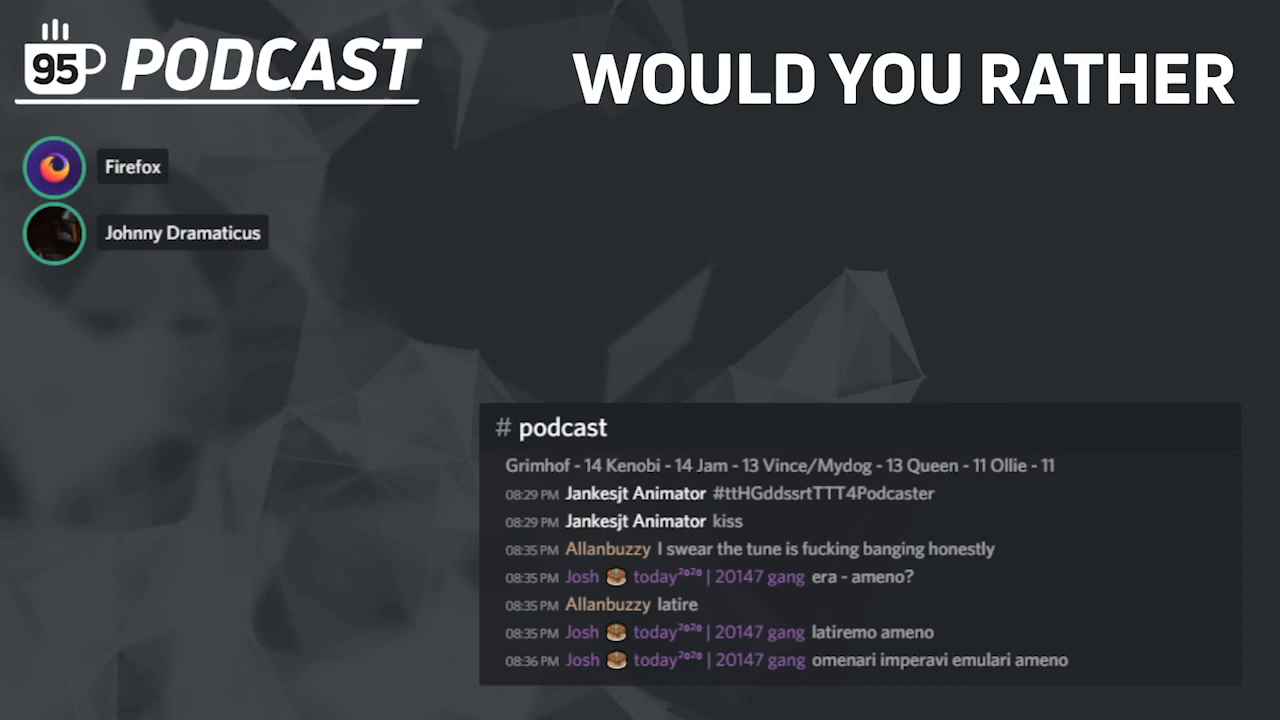 95 PODCAST
WOULD YOU RATHER
Firefox
Johnny Dramaticus
# podcast
Grimhof - 14 Kenobi - 14 Jam - 13 Vince/Mydog - 13 Queen - 11 Ollie - 11
08:29 PM Jankesjt Animator #ttHGddssrtTTT4Podcaster
08:29 PM Jankesjt Animator kiss
08:35 PM Allanbuzzy I swear the tune is fucking banging honestly
08:35 PM Josh 🥞 today²⁰²⁰ | 20147 gang era - ameno?
08:35 PM Allanbuzzy latire
08:35 PM Josh 🥞 today²⁰²⁰ | 20147 gang latiremo ameno
08:36 PM Josh 🥞 today²⁰²⁰ | 20147 gang omenari imperavi emulari ameno